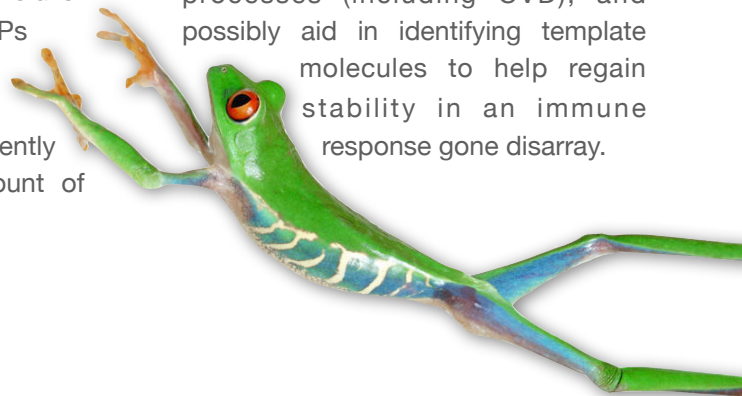 Ps
ently
ount of
processes (including CVD), and
possibly aid in identifying template
molecules to help regain
stability in an immune
response gone disarray.